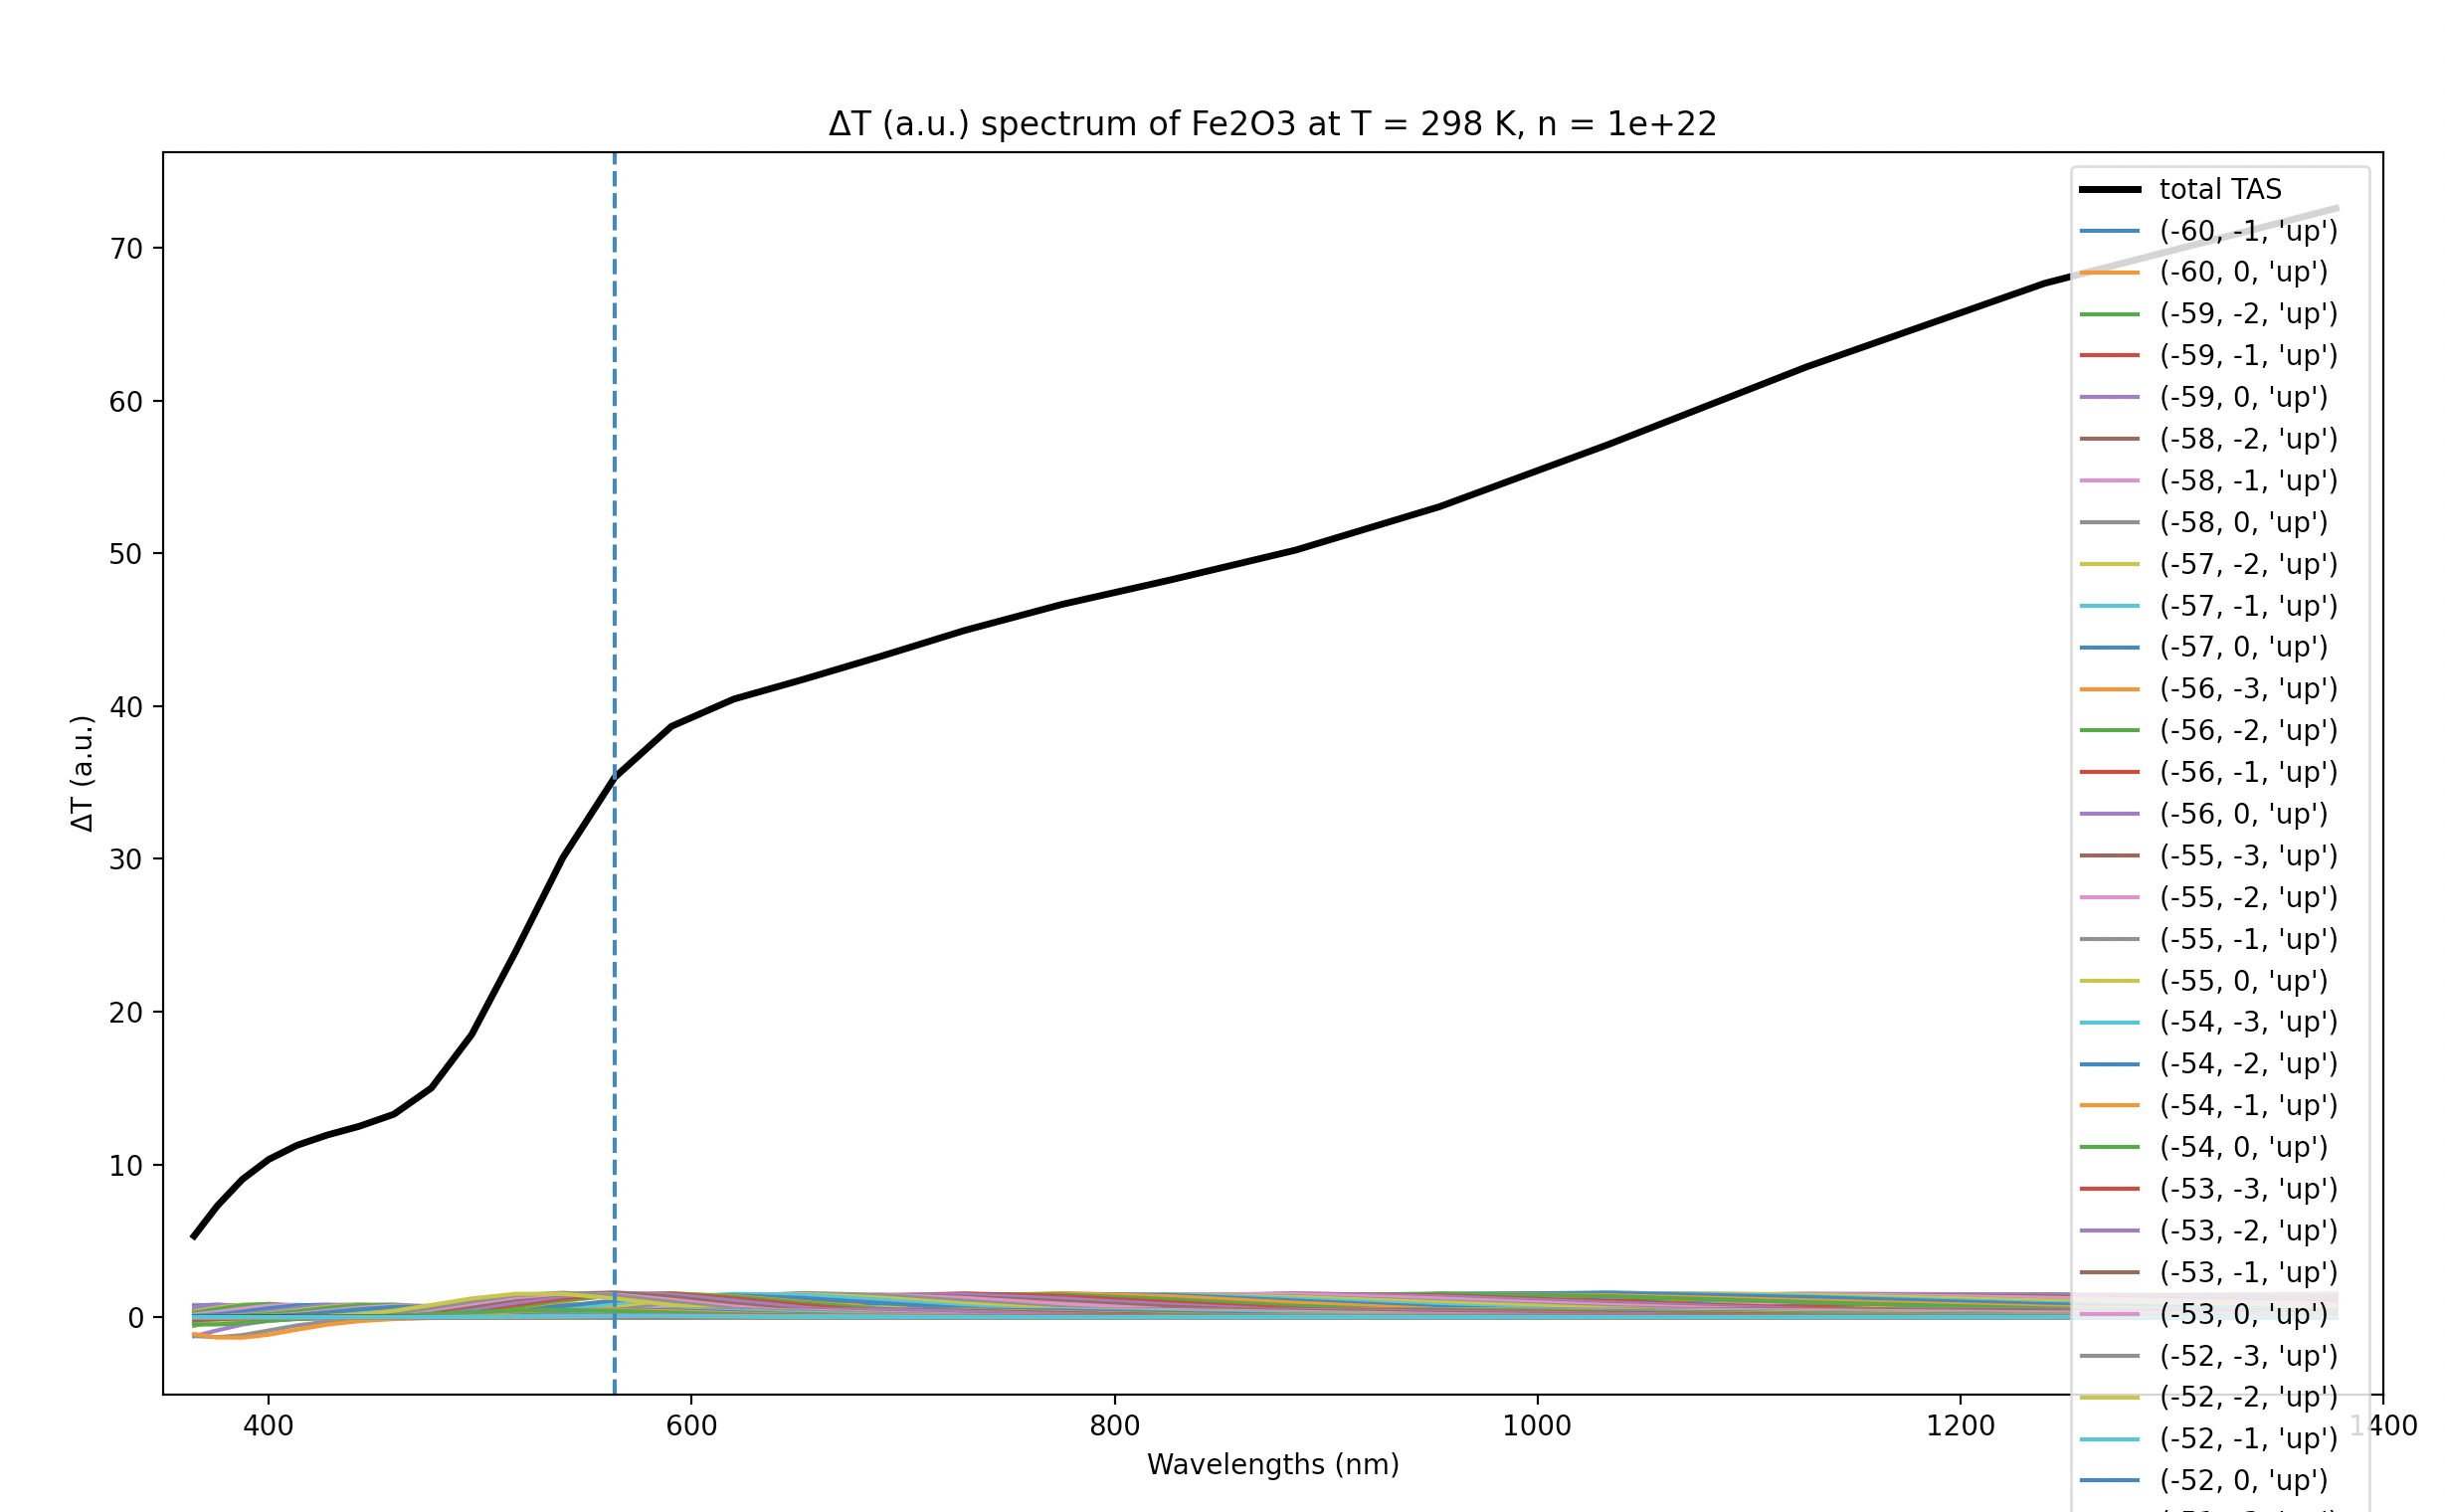 ΔT (a.u.) spectrum of Fe2O3 at T = 298 K, n = 1e+22
70
60
50
40
30
20
10
0
ΔT (a.u.)
400
600
800
1000
1200
1400
Wavelengths (nm)
total TAS
(-60, -1, 'up')
(-60, 0, 'up')
(-59, -2, 'up')
(-59, -1, 'up')
(-59, 0, 'up')
(-58, -2, 'up')
(-58, -1, 'up')
(-58, 0, 'up')
(-57, -2, 'up')
(-57, -1, 'up')
(-57, 0, 'up')
(-56, -3, 'up')
(-56, -2, 'up')
(-56, -1, 'up')
(-56, 0, 'up')
(-55, -3, 'up')
(-55, -2, 'up')
(-55, -1, 'up')
(-55, 0, 'up')
(-54, -3, 'up')
(-54, -2, 'up')
(-54, -1, 'up')
(-54, 0, 'up')
(-53, -3, 'up')
(-53, -2, 'up')
(-53, -1, 'up')
(-53, 0, 'up')
(-52, -3, 'up')
(-52, -2, 'up')
(-52, -1, 'up')
(-52, 0, 'up')